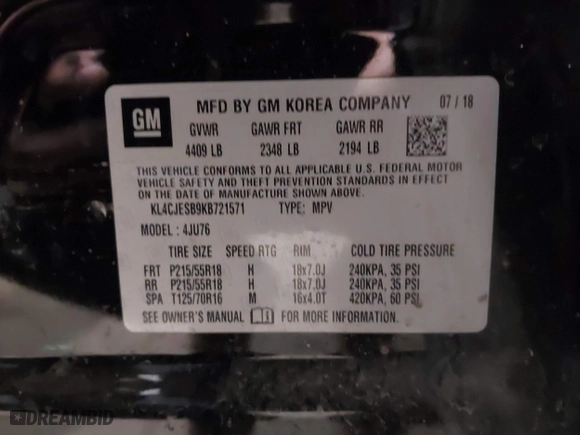 GM
MFD BY GM KOREA COMPANY 07/18
GVWR GAWR FRT GAWR RR
4409 LB 2348 LB 2194 LB
THIS VEHICLE CONFORMS TO ALL APPLICABLE U.S. FEDERAL MOTOR
VEHICLE SAFETY AND THEFT PREVENTION STANDARDS IN EFFECT
ON THE DATE OF MANUFACTURE SHOWN ABOVE.
KL4CJESB9KB721571 TYPE: MPV
MODEL: 4JU76
TIRE SIZE SPEED RTG RIM COLD TIRE PRESSURE
FRT P215/55R18 H 18x7.0J 240KPA, 35 PSI
RR P215/55R18 H 18x7.0J 240KPA, 35 PSI
SPA T125/70R16 M 16x4.0T 420KPA, 60 PSI
SEE OWNER'S MANUAL FOR MORE INFORMATION.
DREAMBID